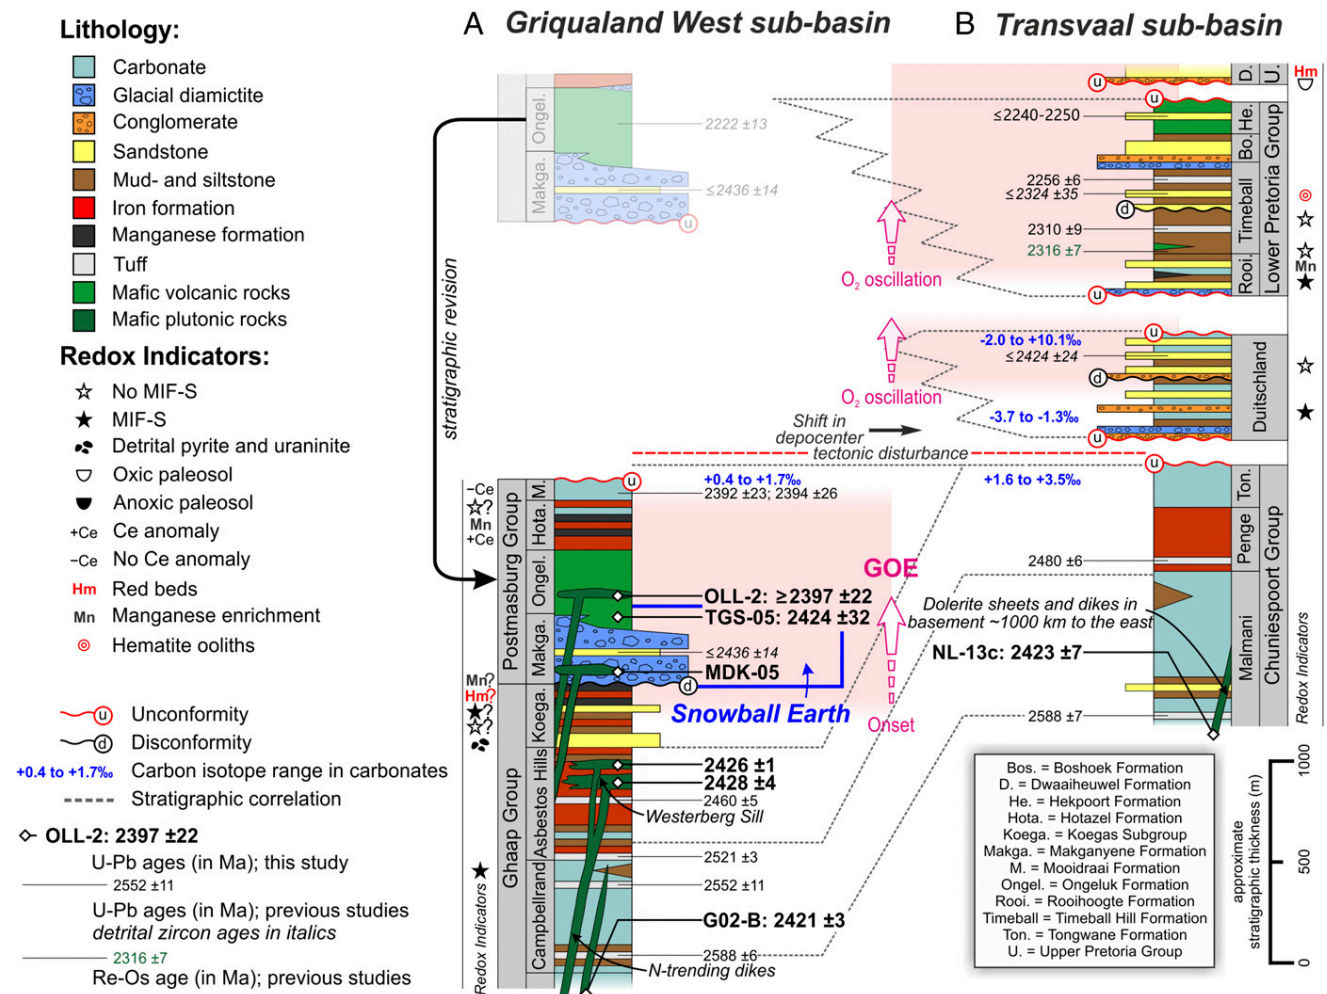 Lithology:
Carbonate
Glacial diamictite
Conglomerate
Sandstone
Mud- and siltstone
Iron formation
Manganese formation
Tuff
Mafic volcanic rocks
Mafic plutonic rocks
Redox Indicators:
No MIF-S
MIF-S
Detrital pyrite and uraninite
Oxic paleosol
Anoxic paleosol
+Ce Ce anomaly
−Ce No Ce anomaly
Hm Red beds
Mn Manganese enrichment
Hematite ooliths
u Unconformity
d Disconformity
+0.4 to +1.7‰ Carbon isotope range in carbonates
Stratigraphic correlation
OLL-2: 2397 ±22
U-Pb ages (in Ma); this study
2552 ±11
U-Pb ages (in Ma); previous studies
detrital zircon ages in italics
2316 ±7
Re-Os age (in Ma); previous studies
A Griqualand West sub-basin
Ongel.
Makga.
2222 ±13
≤2436 ±14
u
stratigraphic revision
−Ce
☆?
Mn
+Ce
Mn?
Hm?
★?
☆?
Redox Indicators
Postmasburg Group
Ghaap Group
M.
Hota.
Ongel.
Makga.
Koega.
Asbestos Hills
Campbellrand
u
+0.4 to +1.7‰
2392 ±23; 2394 ±26
OLL-2: ≥2397 ±22
TGS-05: 2424 ±32
≤2436 ±14
MDK-05
d
Snowball Earth
2426 ±1
2428 ±4
2460 ±5
Westerberg Sill
2521 ±3
2552 ±11
G02-B: 2421 ±3
2588 ±6
N-trending dikes
O2 oscillation
O2 oscillation
Shift in
depocenter
tectonic disturbance
GOE
Onset
B Transvaal sub-basin
u
D.
U.
Hm
u
≤2240-2250
He.
Bo.
Timeball
Rooi.
Lower Pretoria Group
2256 ±6
≤2324 ±35
d
2310 ±9
2316 ±7
Mn
u
u
-2.0 to +10.1‰
≤2424 ±24
d
-3.7 to -1.3‰
u
Duitschland
u
+1.6 to +3.5‰
Ton.
Penge
Malmani
Chuniespoort Group
2480 ±6
Dolerite sheets and dikes in
basement ~1000 km to the east
NL-13c: 2423 ±7
2588 ±7
Redox Indicators
Bos. = Boshoek Formation
D. = Dwaaiheuwel Formation
He. = Hekpoort Formation
Hota. = Hotazel Formation
Koega. = Koegas Subgroup
Makga. = Makganyene Formation
M. = Mooidraai Formation
Ongel. = Ongeluk Formation
Rooi. = Rooihoogte Formation
Timeball = Timeball Hill Formation
Ton. = Tongwane Formation
U. = Upper Pretoria Group
approximate
stratigraphic thickness (m)
1000
500
0